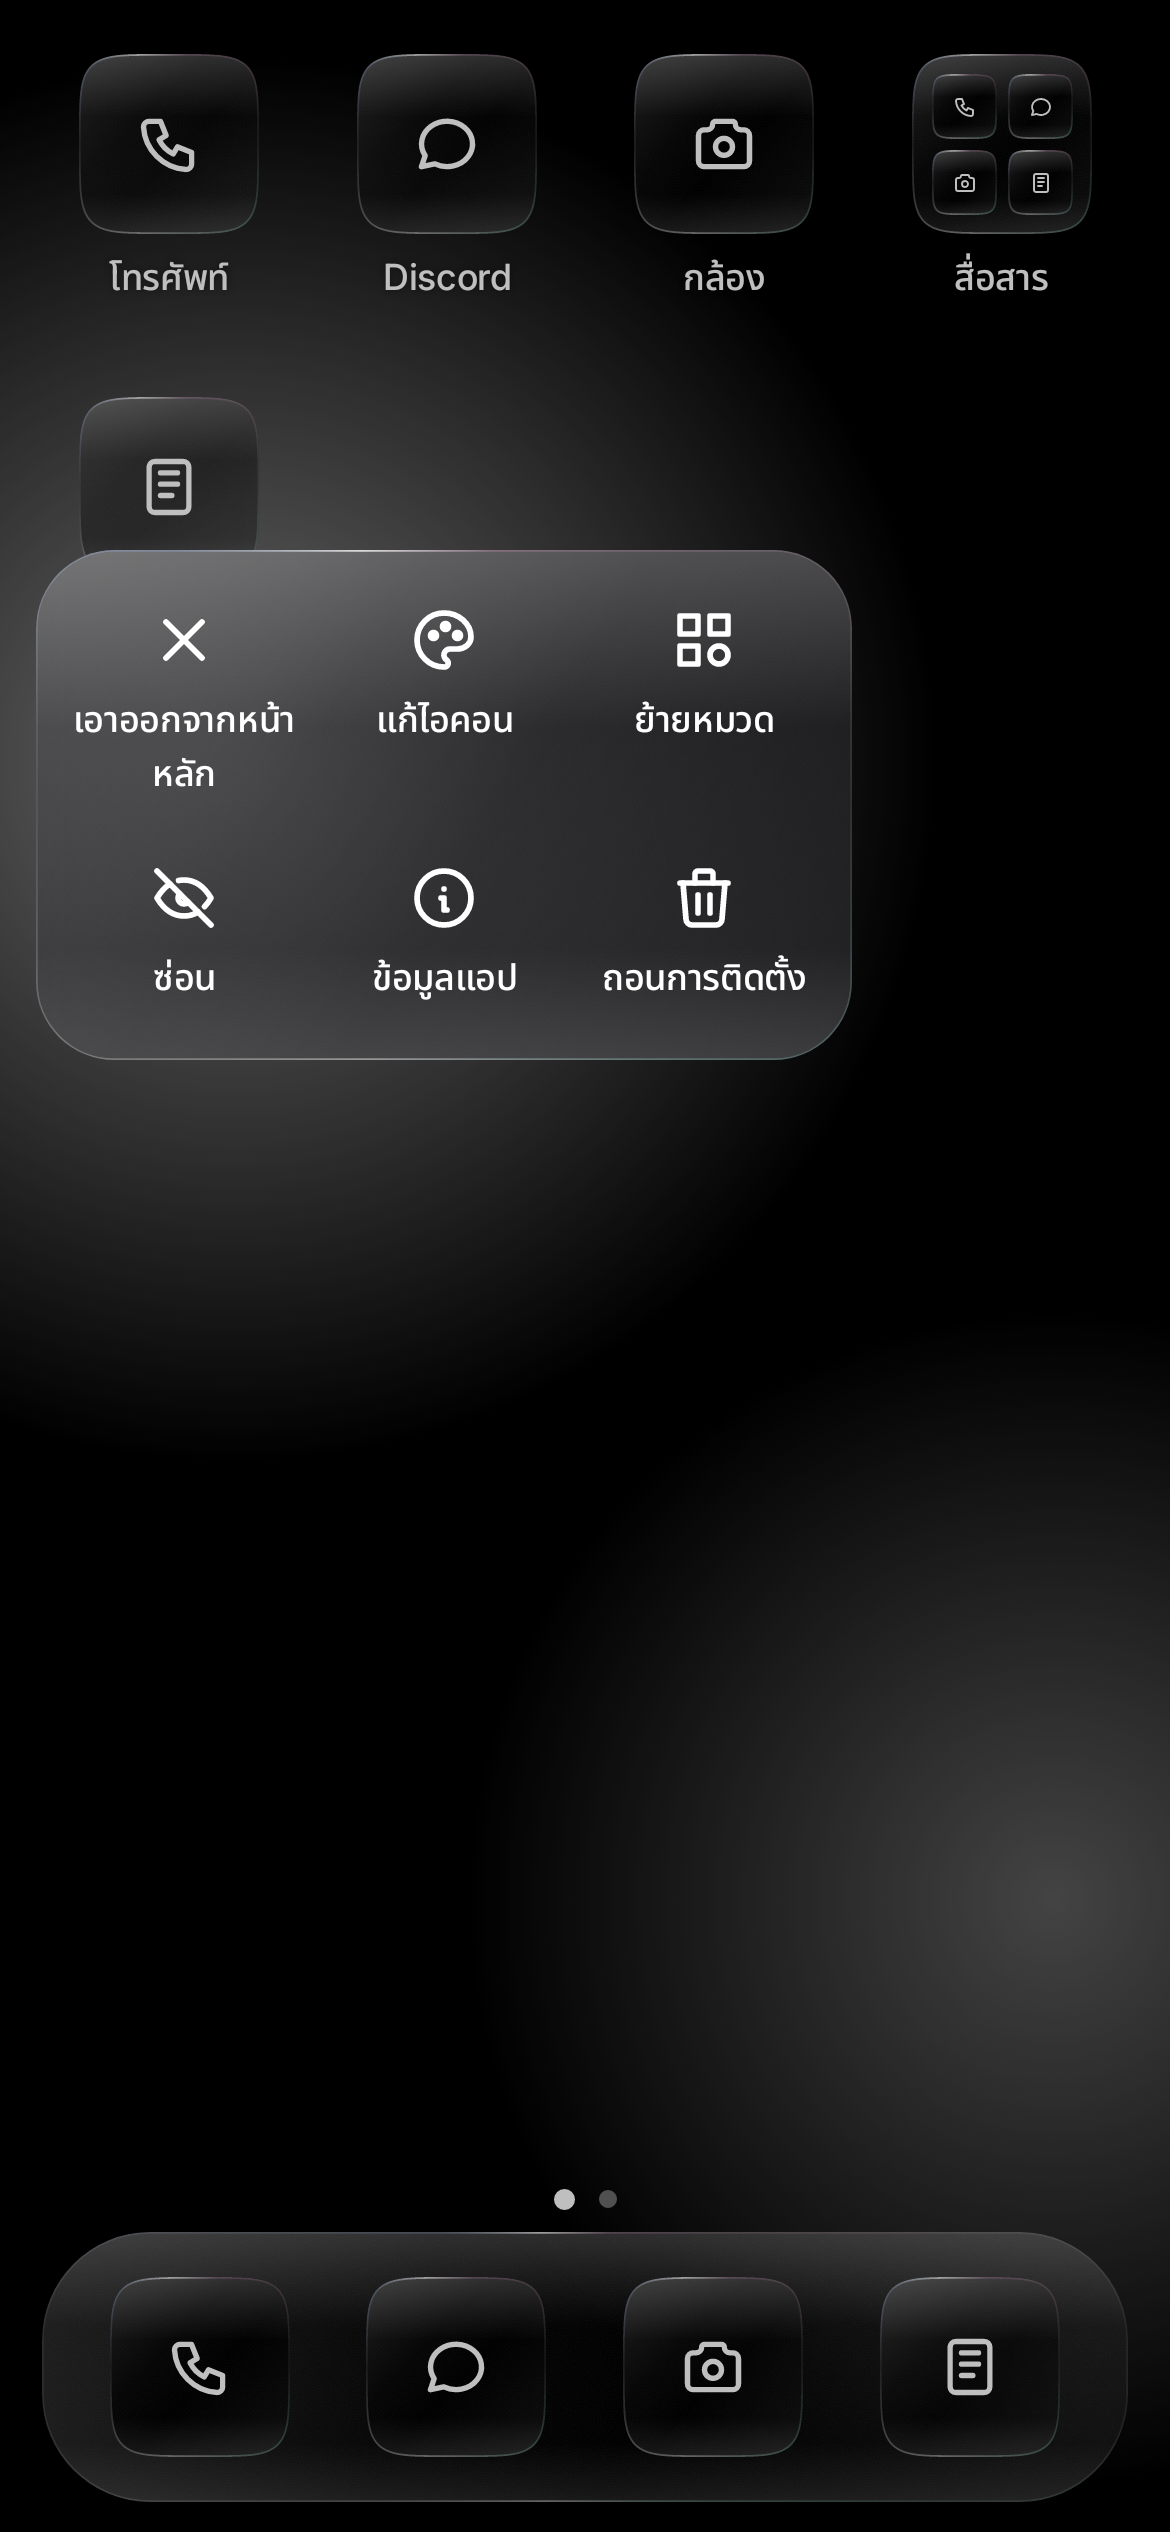 โทรศัพท์
Discord
กล้อง
สื่อสาร
เอาออกจากหน้า
หลัก
แก้ไอคอน
ย้ายหมวด
ซ่อน
ข้อมูลแอป
ถอนการติดตั้ง